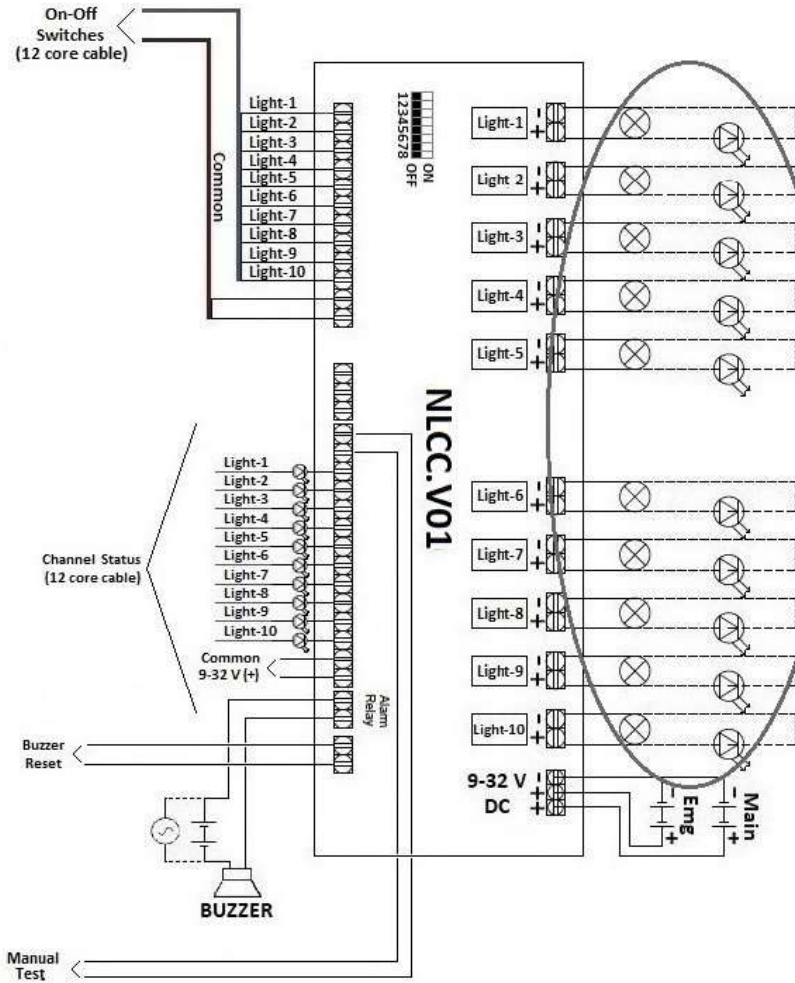 On-Off
Switches
(12 core cable)
Light-1
Light-2
Light-3
Light-4
Light-5
Light-6
Light-7
Light-8
Light-9
Light-10
Common
12345678
ON
OFF
Light-1
- +
Light 2
- +
Light-3
- +
Light-4
- +
Light-5
- +
NLCC.V01
Light-6
- +
Light-7
- +
Light-8
- +
Light-9
- +
Light-10
- +
Channel Status
(12 core cable)
Light-1
Light-2
Light-3
Light-4
Light-5
Light-6
Light-7
Light-8
Light-9
Light-10
Common
9-32 V (+)
Alarm
Relay
Buzzer
Reset
9-32 V
DC
-
+
+
- Emg +
- Main +
BUZZER
Manual
Test